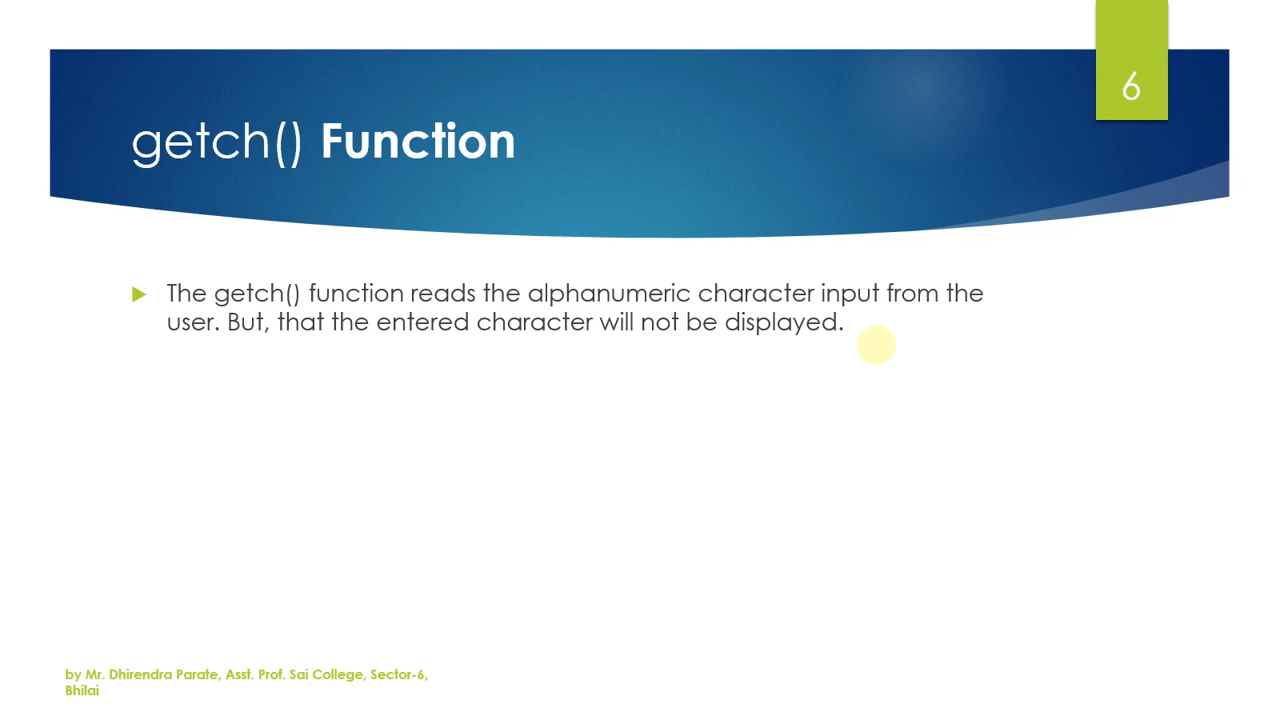 6
getch() Function
The getch() function reads the alphanumeric character input from the
user. But, that the entered character will not be displayed.
by Mr. Dhirendra Parate, Asst. Prof. Sai College, Sector-6,
Bhilai